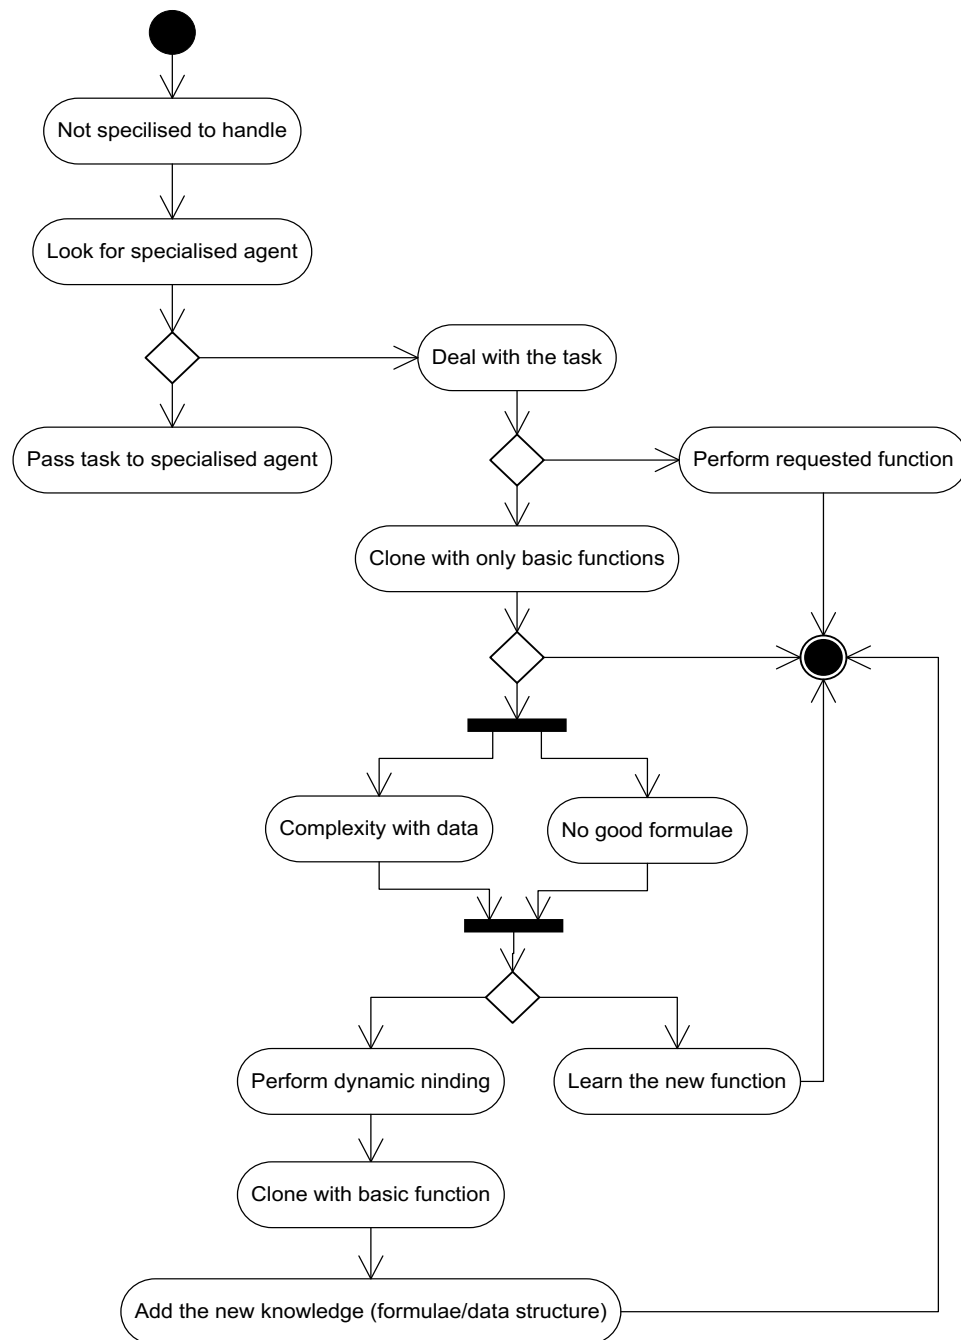 Not specilised to handle
Look for specialised agent
Deal with the task
Pass task to specialised agent
Perform requested function
Clone with only basic functions
Complexity with data
No good formulae
Perform dynamic ninding
Learn the new function
Clone with basic function
Add the new knowledge (formulae/data structure)